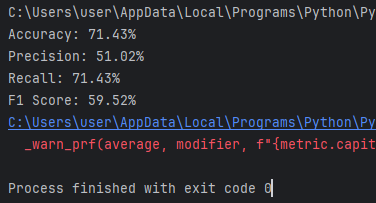 C:\Users\user\AppData\Local\Programs\Python\Py
Accuracy: 71.43%
Precision: 51.02%
Recall: 71.43%
F1 Score: 59.52%
C:\Users\user\AppData\Local\Programs\Python\Py
_warn_prf(average, modifier, f"{metric.capit
Process finished with exit code 0